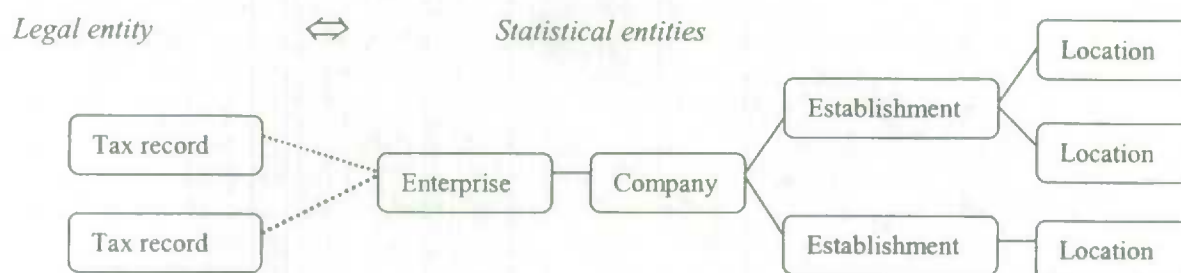 Legal entity ⇔ Statistical entities
Location
Establishment
Tax record
Location
Enterprise
Company
Tax record
Establishment
Location